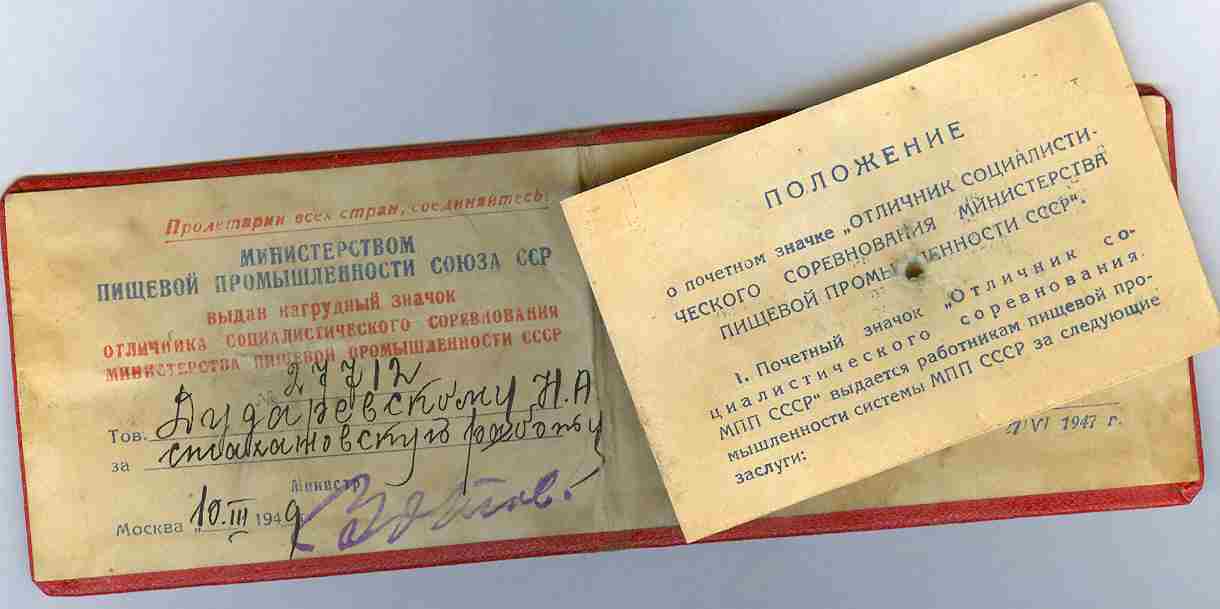 Пролетарии всех стран, соединяйтесь!
МИНИСТЕРСТВОМ
ПИЩЕВОЙ ПРОМЫШЛЕННОСТИ СОЮЗА ССР
выдан нагрудный значок
ОТЛИЧНИКА СОЦИАЛИСТИЧЕСКОГО СОРЕВНОВАНИЯ
МИНИСТЕРСТВА ПИЩЕВОЙ ПРОМЫШЛЕННОСТИ СССР
№ 27712
Тов. Дударевскому Н.А
за стахановскую работу
Министр
Москва "10.III 1949
ПОЛОЖЕНИЕ
о почетном значке „ОТЛИЧНИК СОЦИАЛИСТИ-
ЧЕСКОГО СОРЕВНОВАНИЯ МИНИСТЕРСТВА
ПИЩЕВОЙ ПРОМЫШЛЕННОСТИ СССР".
1. Почетный значок „Отличник со-
циалистического соревнования
МПП СССР" выдается работникам пищевой про-
мышленности системы МПП СССР за следующие
заслуги:
VI 1947 г.